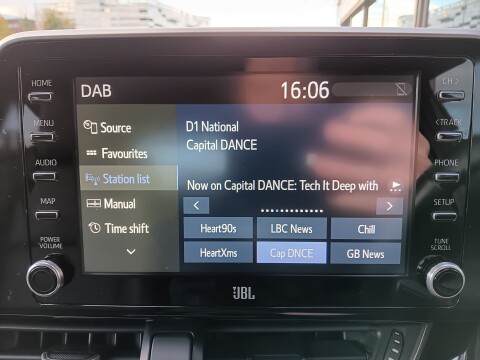 DAB
16:06
HOME
MENU
AUDIO
MAP
POWER
VOLUME
Source
Favourites
Station list
Manual
Time shift
D1 National
Capital DANCE
Now on Capital DANCE: Tech It Deep with
Heart90s
LBC News
Chill
HeartXms
Cap DNCE
GB News
CH >
< TRACK
PHONE
SETUP
TUNE
SCROLL
JBL